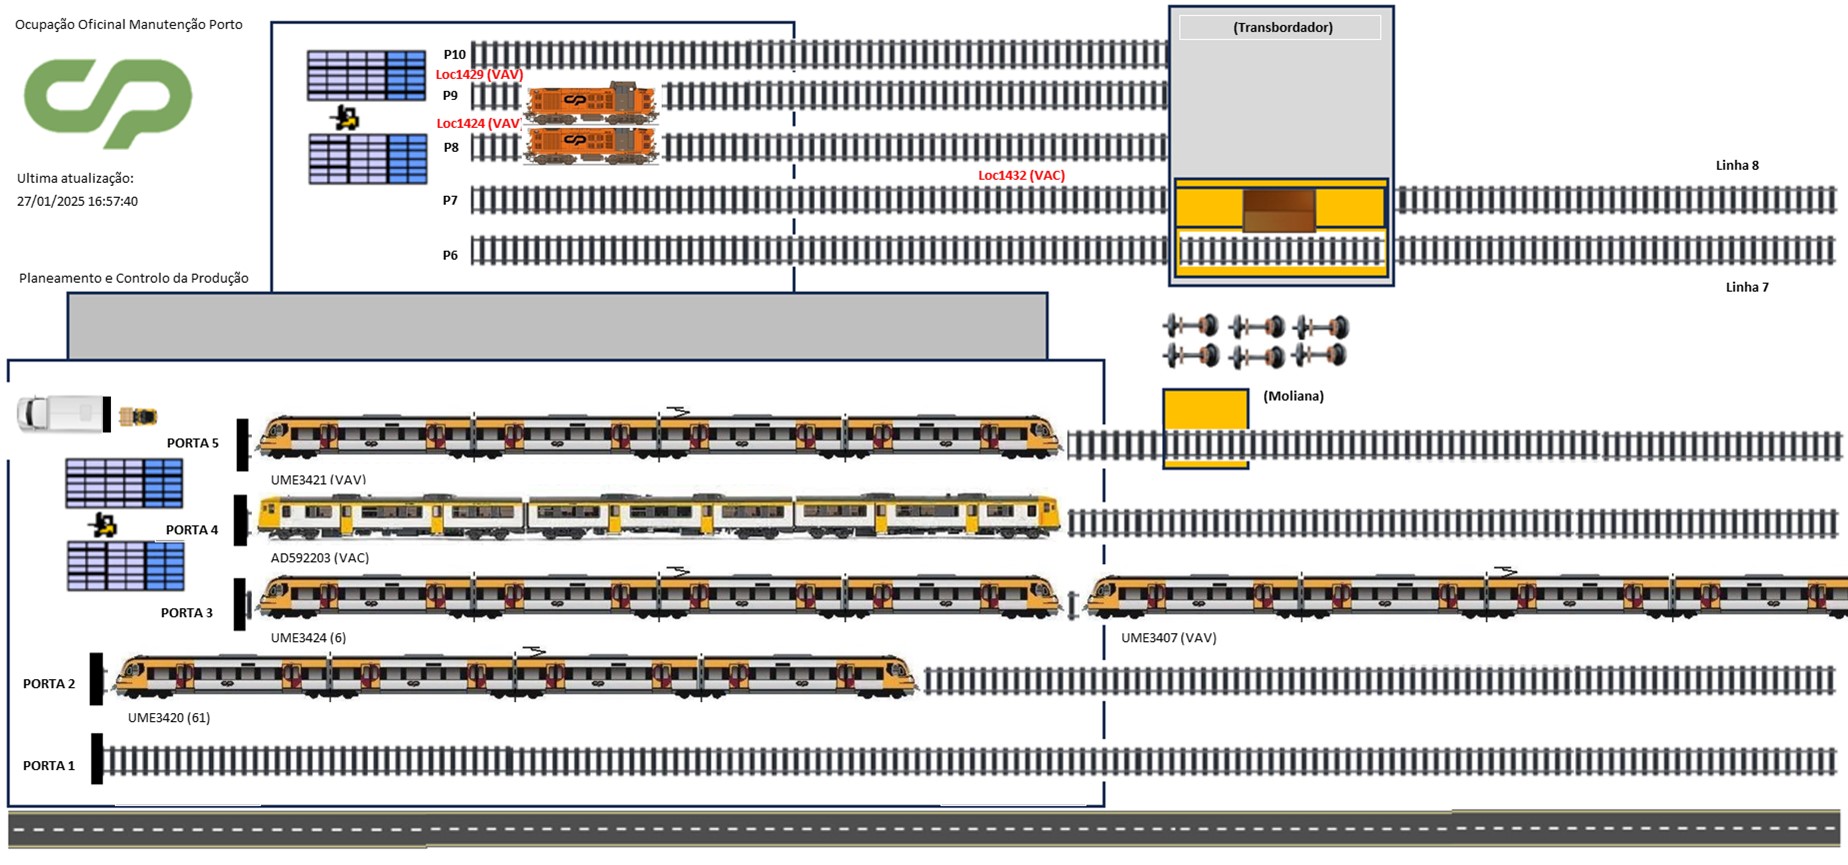 Ocupação Oficinal Manutenção Porto
Ultima atualização:
27/01/2025 16:57:40
Planeamento e Controlo da Produção
P10
Loc1429 (VAV)
P9
Loc1424 (VAV)
P8
Loc1432 (VAC)
P7
P6
(Transbordador)
Linha 8
Linha 7
(Moliana)
PORTA 5
UME3421 (VAV)
PORTA 4
AD592203 (VAC)
PORTA 3
UME3424 (6)
UME3407 (VAV)
PORTA 2
UME3420 (61)
PORTA 1